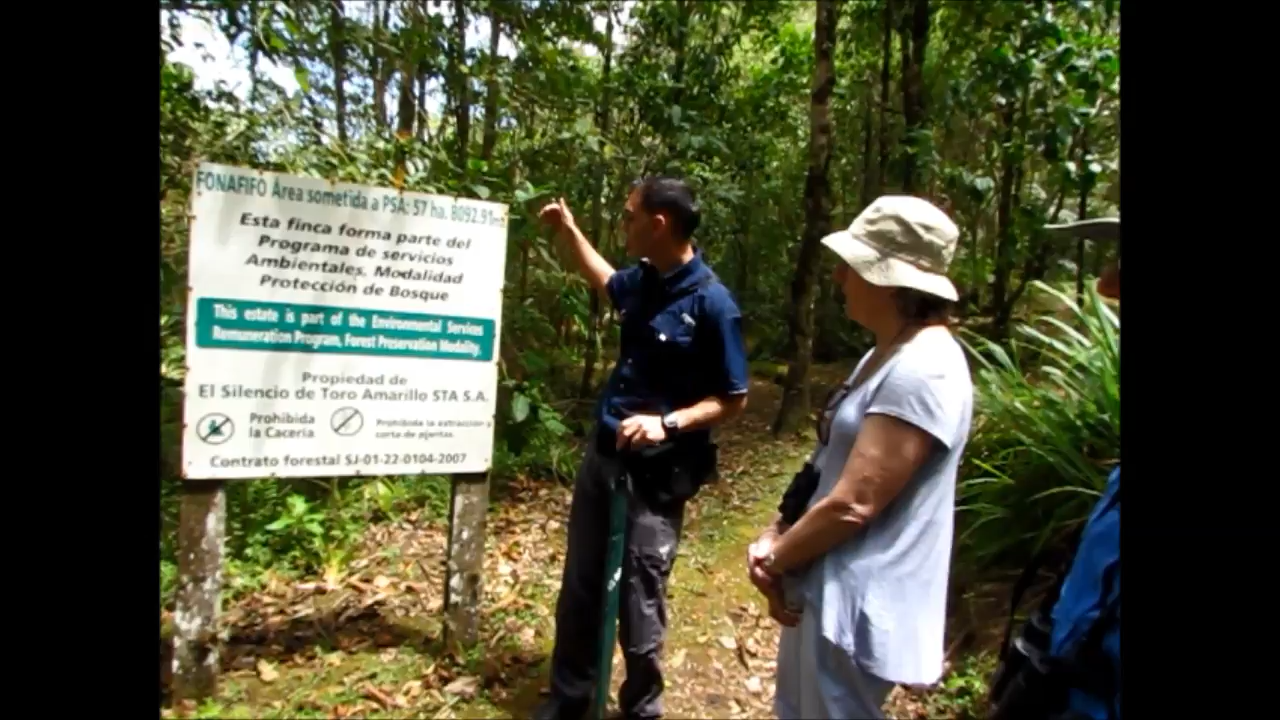 FONAFIFO Área sometida a PSA: 57 ha. 8092.91m
Esta finca forma parte del
Programa de servicios
Ambientales, Modalidad
Protección de Bosque
This estate is part of the Environmental Services
Remuneration Program, Forest Preservation Modality.
Propiedad de
El Silencio de Toro Amarillo STA S.A.
Prohibida
la Cacería
Prohibida la extracción y
corta de plantas
Contrato forestal SJ-01-22-0104-2007